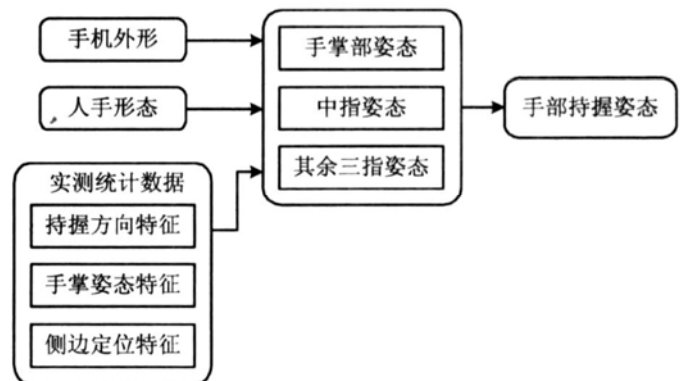 手机外形
人手形态
实测统计数据
持握方向特征
手掌姿态特征
侧边定位特征
手掌部姿态
中指姿态
其余三指姿态
手部持握姿态